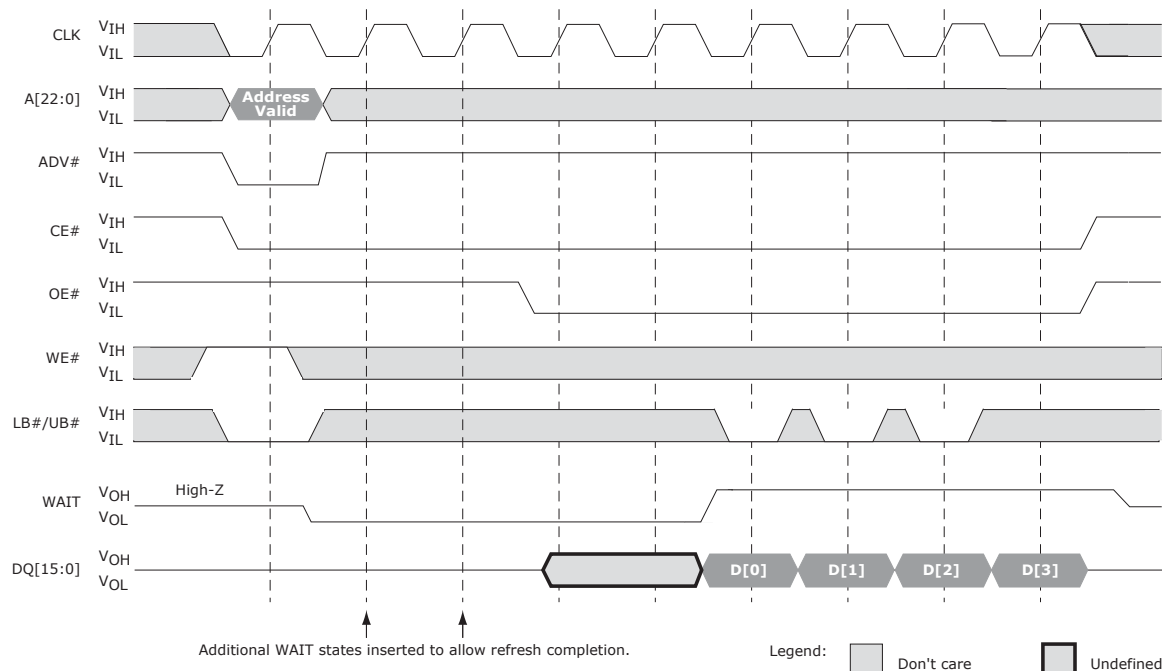 CLK VIH
VIL
A[22:0] VIH
VIL
Address
Valid
ADV# VIH
VIL
CE# VIH
VIL
OE# VIH
VIL
WE# VIH
VIL
LB#/UB# VIH
VIL
WAIT VOH
VOL
High-Z
DQ[15:0] VOH
VOL
D[0] D[1] D[2] D[3]
Additional WAIT states inserted to allow refresh completion.
Legend: Don't care Undefined